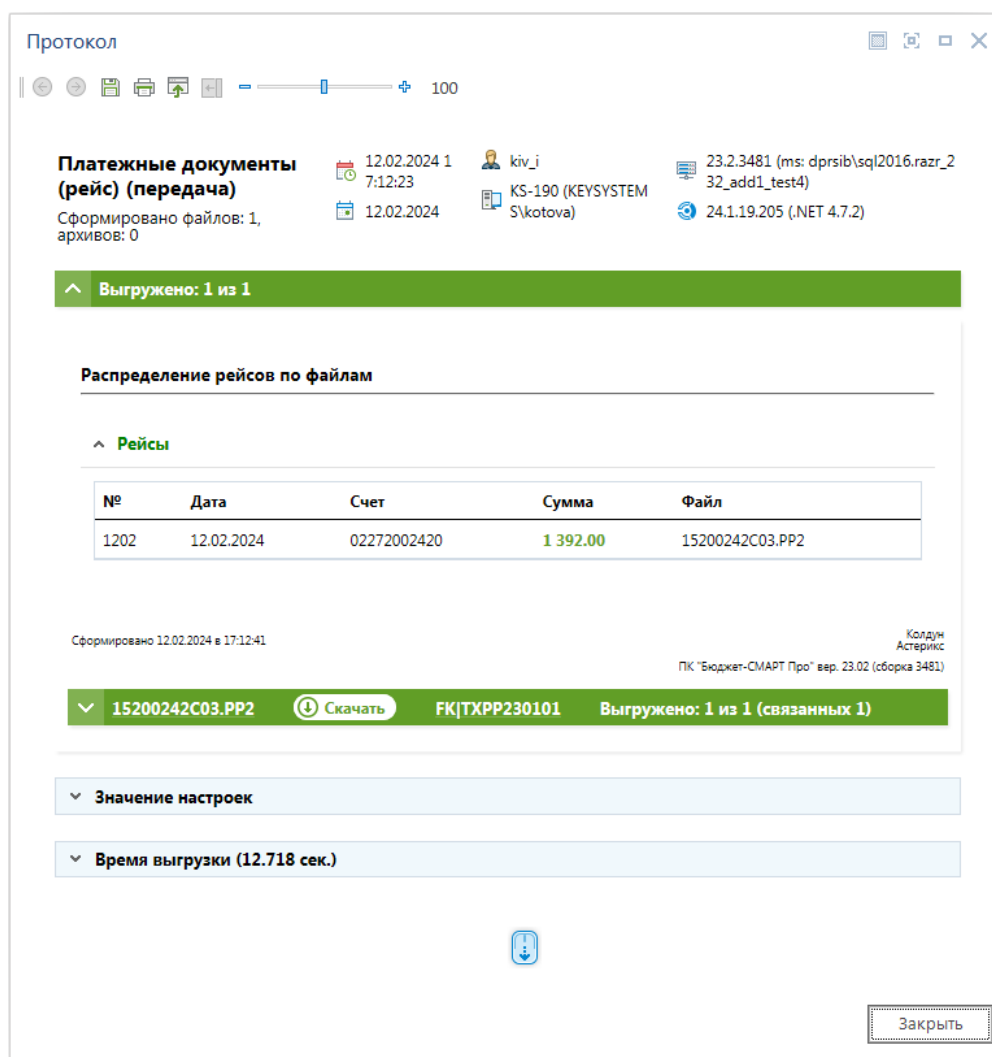 Протокол
100
Платежные документы
(рейс) (передача)
Сформировано файлов: 1,
архивов: 0
12.02.2024 1
7:12:23
12.02.2024
kiv_i
KS-190 (KEYSYSTEM
S\kotova)
23.2.3481 (ms: dprsib\sql2016.razr_2
32_add1_test4)
24.1.19.205 (.NET 4.7.2)
Выгружено: 1 из 1
Распределение рейсов по файлам
Рейсы
№ Дата Счет Сумма Файл
1202 12.02.2024 02272002420 1 392.00 15200242C03.PP2
Сформировано 12.02.2024 в 17:12:41
Колдун
Астерикс
ПК "Бюджет-СМАРТ Про" вер. 23.02 (сборка 3481)
15200242C03.PP2 Скачать FK|TXPP230101 Выгружено: 1 из 1 (связанных 1)
Значение настроек
Время выгрузки (12.718 сек.)
Закрыть